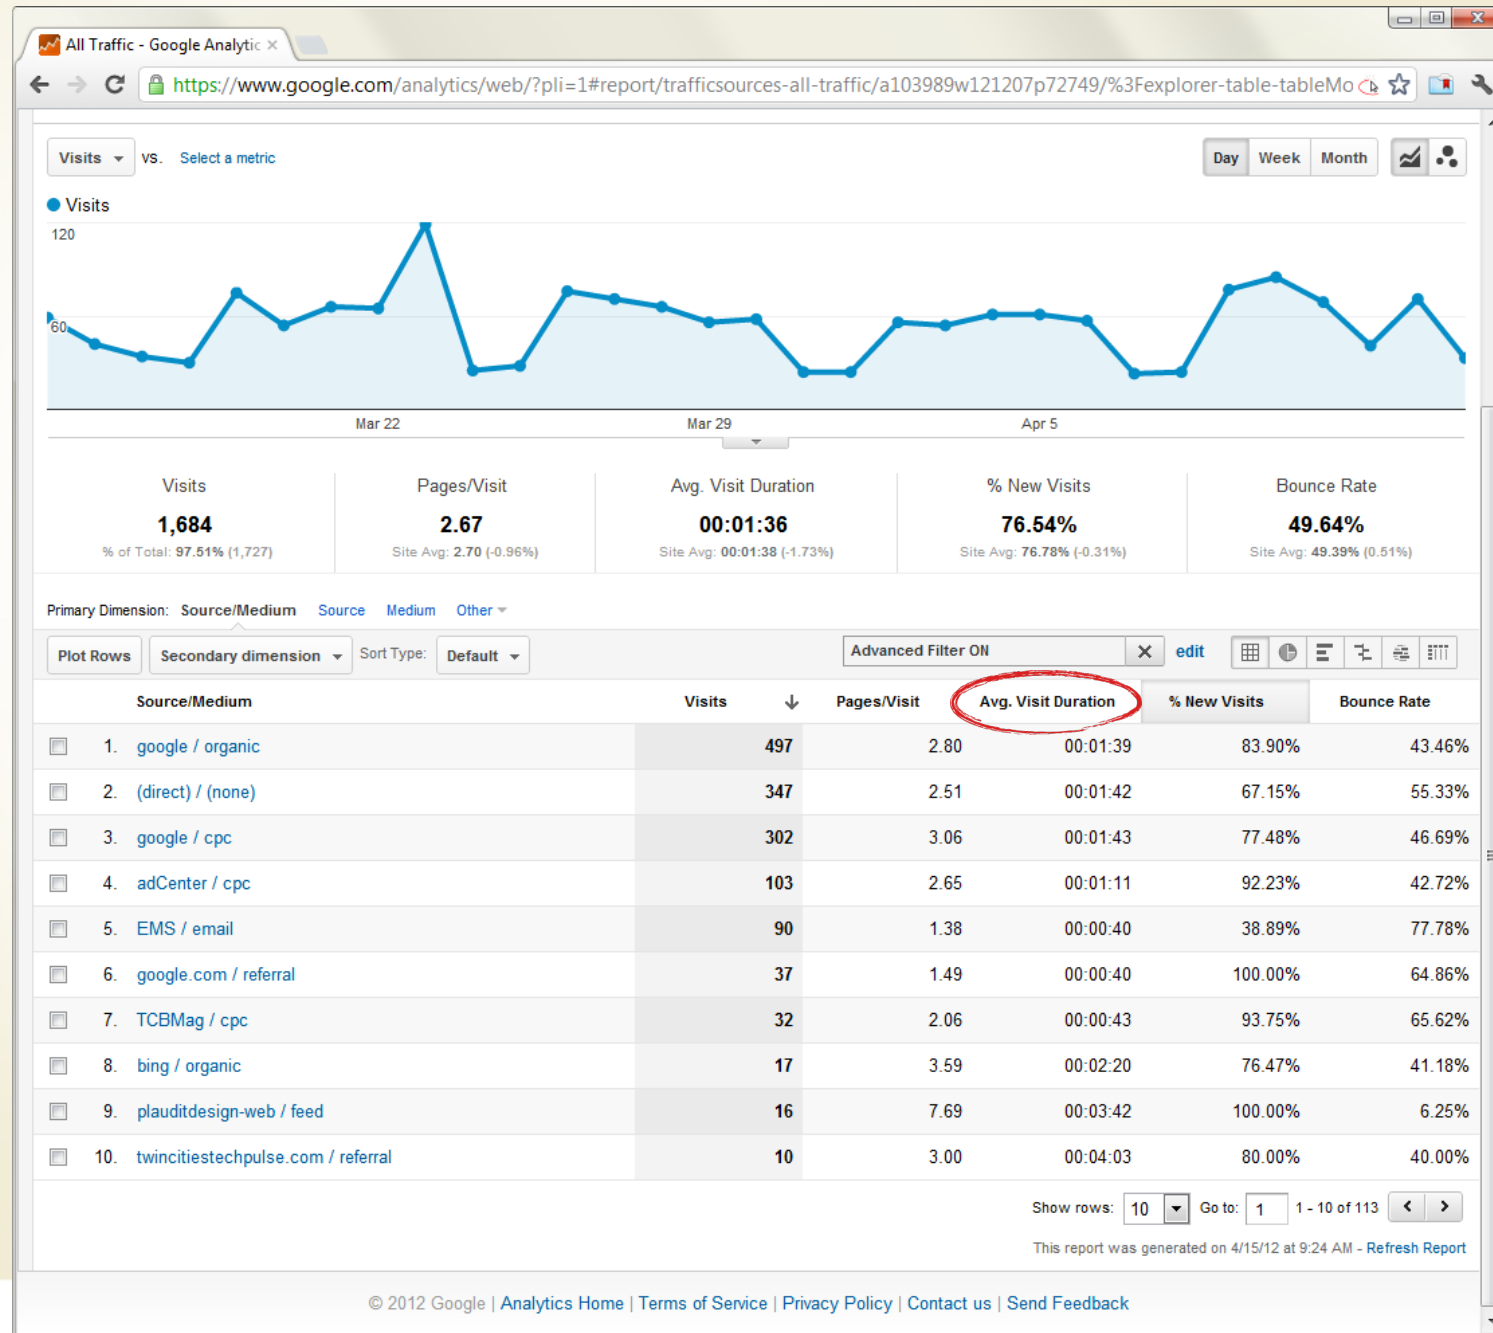 All Traffic - Google Analytic
https://www.google.com/analytics/web/?pli=1#report/trafficsources-all-traffic/a103989w121207p72749/%3Fexplorer-table-tableMo
Visits vs. Select a metric Day Week Month
Visits
120
60
Mar 22 Mar 29 Apr 5
Visits Pages/Visit Avg. Visit Duration % New Visits Bounce Rate
1,684 2.67 00:01:36 76.54% 49.64%
% of Total: 97.51% (1,727) Site Avg: 2.70 (-0.96%) Site Avg: 00:01:38 (-1.73%) Site Avg: 76.78% (-0.31%) Site Avg: 49.39% (0.51%)
Primary Dimension: Source/Medium Source Medium Other
Plot Rows Secondary dimension Sort Type: Default Advanced Filter ON edit
Source/Medium Visits Pages/Visit Avg. Visit Duration % New Visits Bounce Rate
1. google / organic 497 2.80 00:01:39 83.90% 43.46%
2. (direct) / (none) 347 2.51 00:01:42 67.15% 55.33%
3. google / cpc 302 3.06 00:01:43 77.48% 46.69%
4. adCenter / cpc 103 2.65 00:01:11 92.23% 42.72%
5. EMS / email 90 1.38 00:00:40 38.89% 77.78%
6. google.com / referral 37 1.49 00:00:40 100.00% 64.86%
7. TCBMag / cpc 32 2.06 00:00:43 93.75% 65.62%
8. bing / organic 17 3.59 00:02:20 76.47% 41.18%
9. plauditdesign-web / feed 16 7.69 00:03:42 100.00% 6.25%
10. twincitiestechpulse.com / referral 10 3.00 00:04:03 80.00% 40.00%
Show rows: 10 Go to: 1 1 - 10 of 113
This report was generated on 4/15/12 at 9:24 AM - Refresh Report
© 2012 Google | Analytics Home | Terms of Service | Privacy Policy | Contact us | Send Feedback